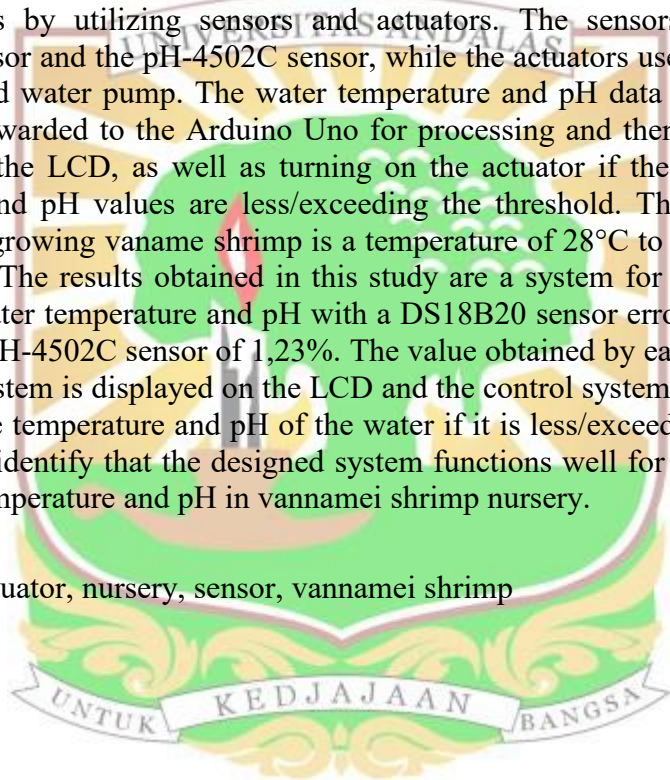 s by utilizing sensors and actuators. The sensors
UNIVERSITAS ANDALAS
sor and the pH-4502C sensor, while the actuators use
d water pump. The water temperature and pH data
warded to the Arduino Uno for processing and then
the LCD, as well as turning on the actuator if the
nd pH values are less/exceeding the threshold. Th
growing vaname shrimp is a temperature of 28°C to
The results obtained in this study are a system for
ter temperature and pH with a DS18B20 sensor erro
H-4502C sensor of 1,23%. The value obtained by ea
stem is displayed on the LCD and the control system
e temperature and pH of the water if it is less/exceed
identify that the designed system functions well for
mperature and pH in vannamei shrimp nursery.
uator, nursery, sensor, vannamei shrimp
UNTUK KEDJAJAAN BANGSA